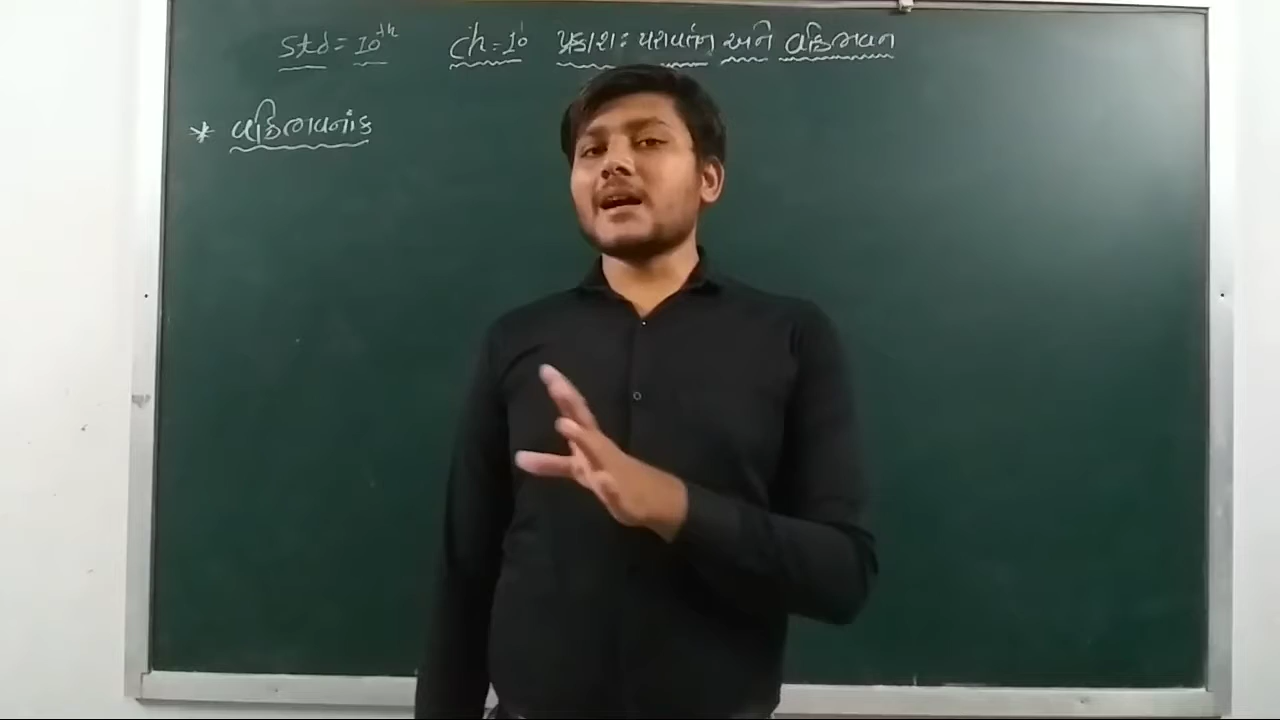 Std = 10th ch - 10 પ્રકાશ : પરાવર્તન અને વક્રીભવન
* વક્રીભવનાંક